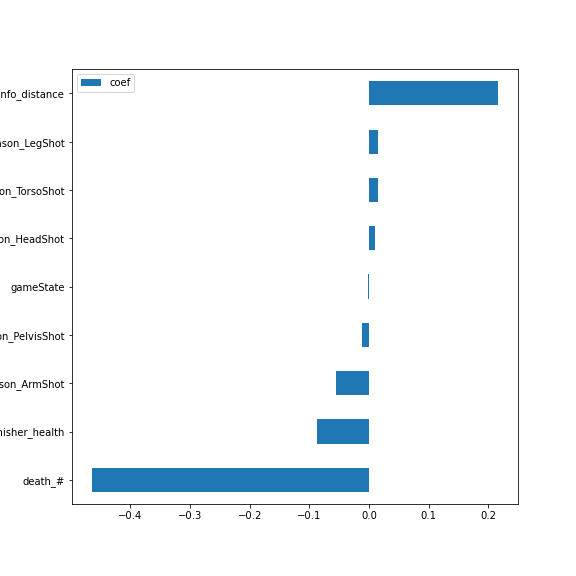 coef
nfo_distance
son_LegShot
on_TorsoShot
on_HeadShot
gameState
on_PelvisShot
son_ArmShot
nisher_health
death_#
−0.4
−0.3
−0.2
−0.1
0.0
0.1
0.2